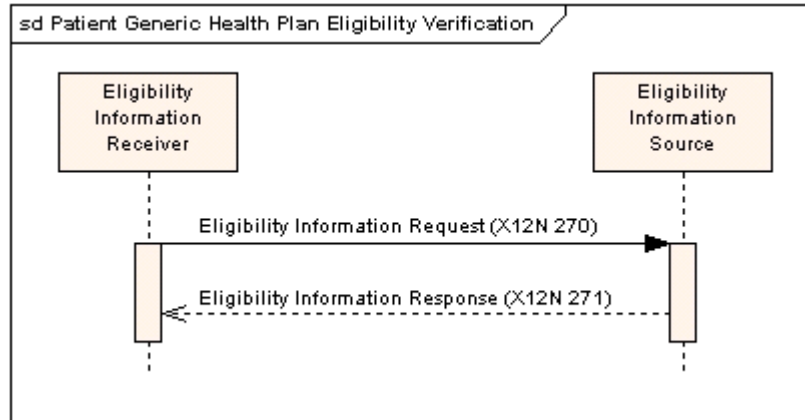 sd Patient Generic Health Plan Eligibility Verification
Eligibility
Information
Receiver
Eligibility
Information
Source
Eligibility Information Request (X12N 270)
Eligibility Information Response (X12N 271)